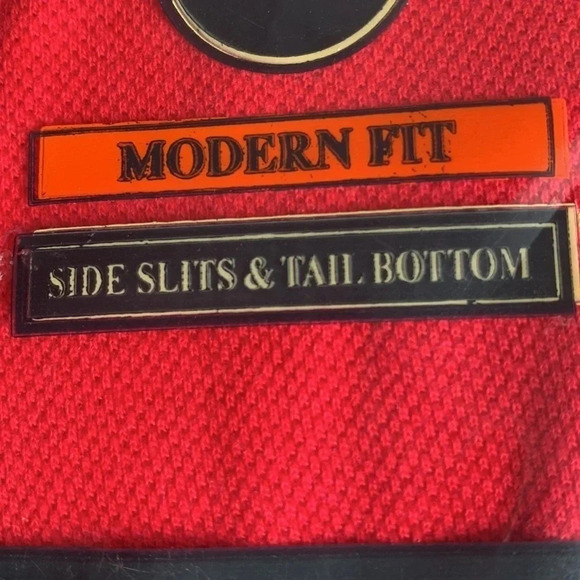 MODERN FIT
SIDE SLITS & TAIL BOTTOM